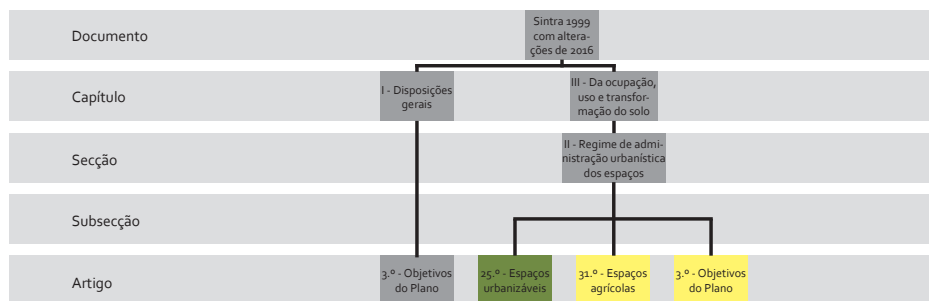 Documento
Sintra 1999
com altera-
ções de 2016
Capítulo
I - Disposições
gerais
III - Da ocupação,
uso e transfor-
mação do solo
Secção
II - Regime de admi-
nistração urbanística
dos espaços
Subsecção
Artigo
3.º - Objetivos
do Plano
25.º - Espaços
urbanizáveis
31.º - Espaços
agrícolas
3.º - Objetivos
do Plano